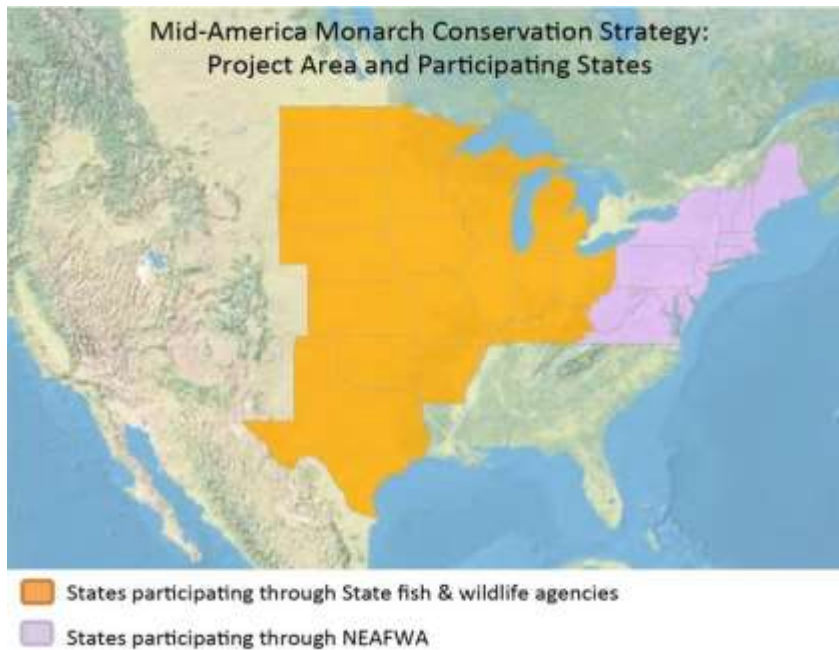 Mid-America Monarch Conservation Strategy:
Project Area and Participating States
States participating through State fish & wildlife agencies
States participating through NEAFWA